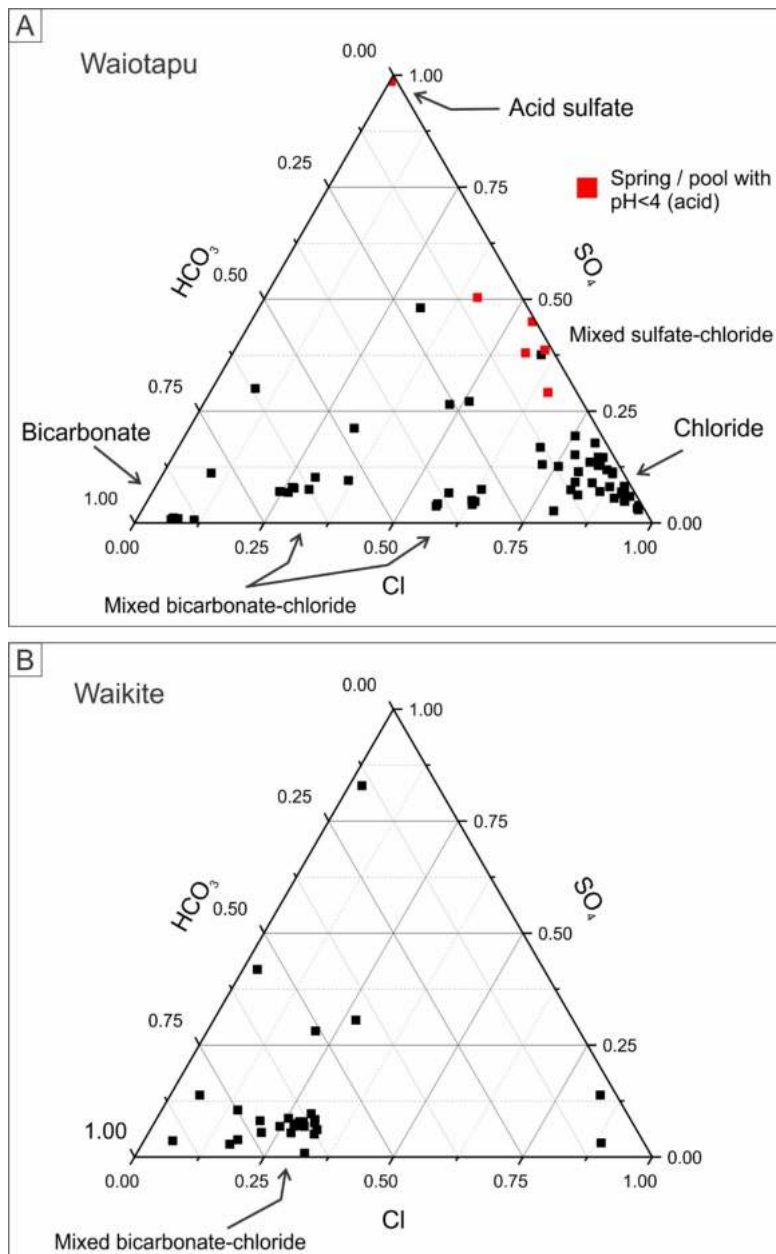 A
Waiotapu
0.00
1.00
Acid sulfate
0.25
0.75
Spring / pool with
pH<4 (acid)
HCO3
SO4
0.50
0.50
Mixed sulfate-chloride
0.75
0.25
Bicarbonate
Chloride
1.00
0.00
0.00
0.25
0.50
0.75
1.00
Cl
Mixed bicarbonate-chloride
B
Waikite
0.00
1.00
0.25
0.75
HCO3
SO4
0.50
0.50
0.75
0.25
1.00
0.00
0.00
0.25
0.50
0.75
1.00
Cl
Mixed bicarbonate-chloride